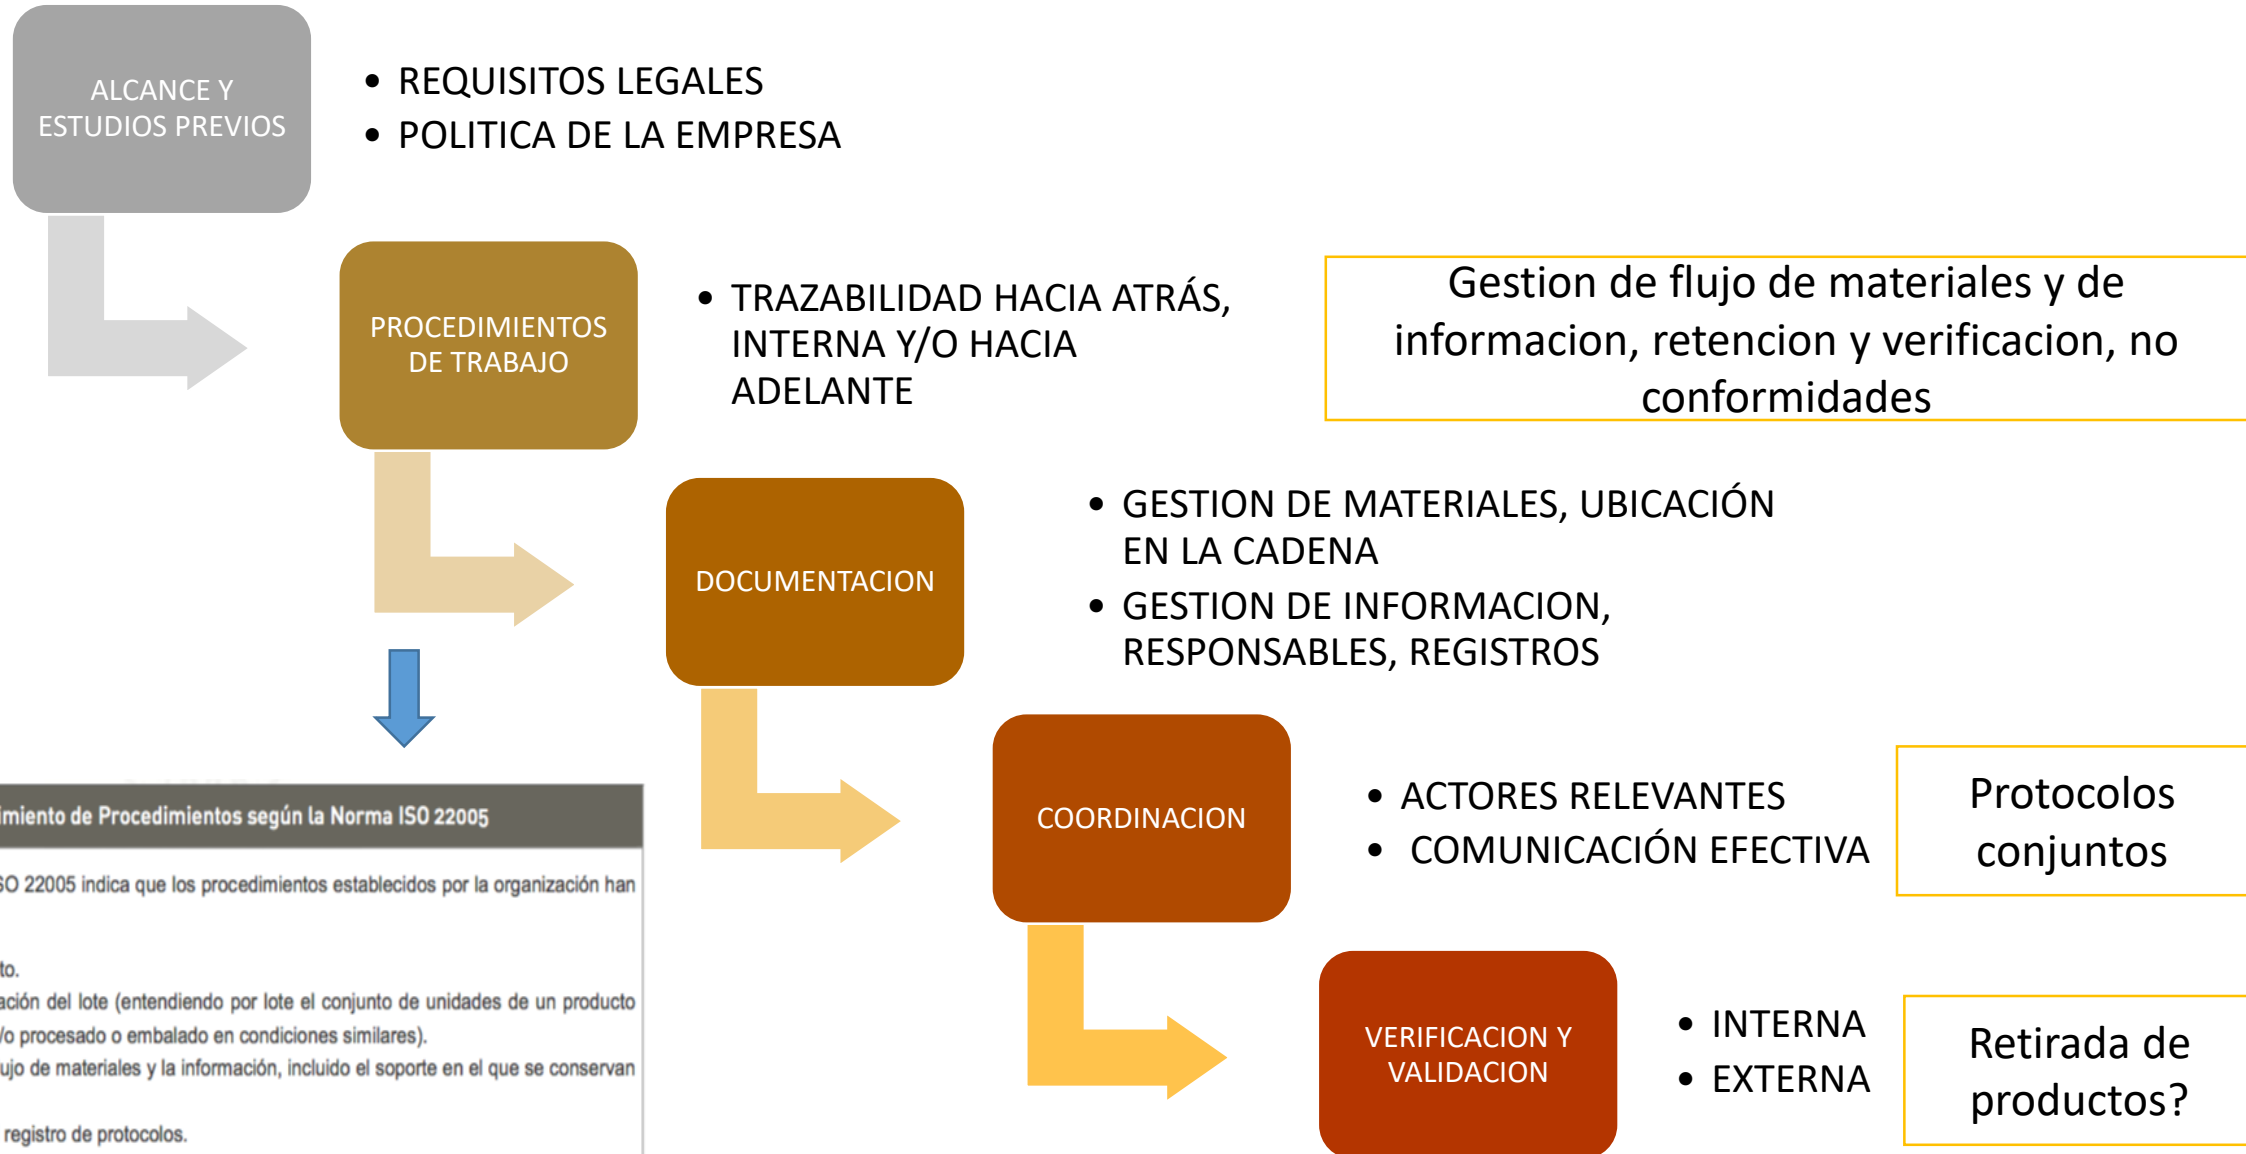 ALCANCE Y
ESTUDIOS PREVIOS
• REQUISITOS LEGALES
• POLITICA DE LA EMPRESA
PROCEDIMIENTOS
DE TRABAJO
• TRAZABILIDAD HACIA ATRÁS,
INTERNA Y/O HACIA
ADELANTE
Gestion de flujo de materiales y de
informacion, retencion y verificacion, no
conformidades
DOCUMENTACION
• GESTION DE MATERIALES, UBICACIÓN
EN LA CADENA
• GESTION DE INFORMACION,
RESPONSABLES, REGISTROS
COORDINACION
• ACTORES RELEVANTES
• COMUNICACIÓN EFECTIVA
Protocolos
conjuntos
VERIFICACION Y
VALIDACION
• INTERNA
• EXTERNA
Retirada de
productos?
imiento de Procedimientos según la Norma ISO 22005
SO 22005 indica que los procedimientos establecidos por la organización han
to.
ación del lote (entendiendo por lote el conjunto de unidades de un producto
/o procesado o embalado en condiciones similares).
ujo de materiales y la información, incluido el soporte en el que se conservan
registro de protocolos.